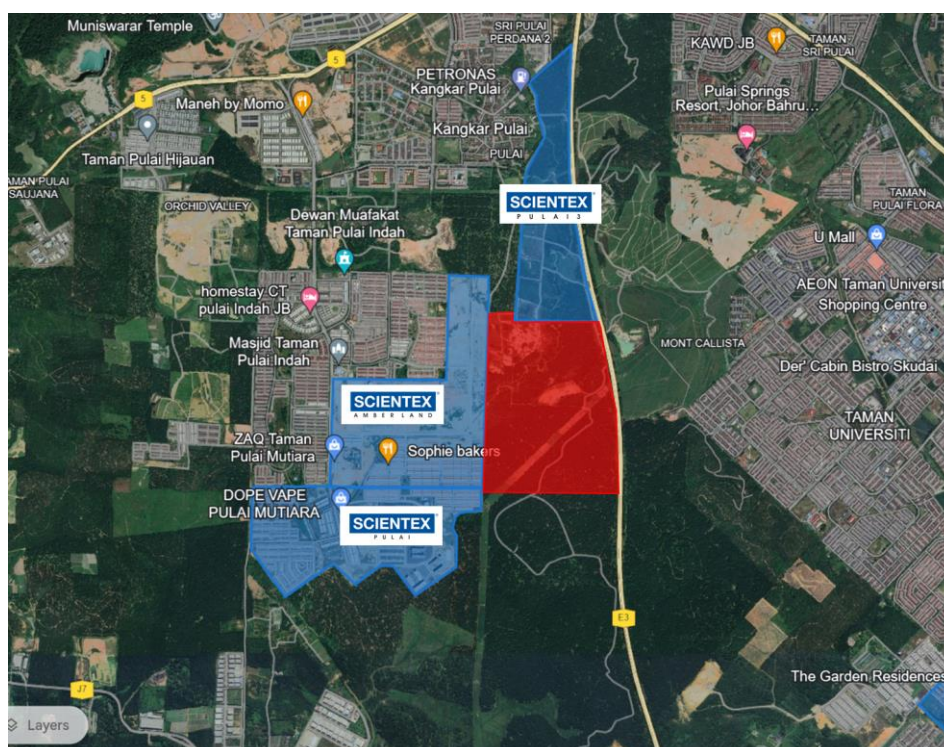 Muniswarar Temple
SRI PULAI
PERDANA 2
KAWD JB
TAMAN
SRI PULAI
5
PETRONAS
Kangkar Pulai
Pulai Springs
Resort, Johor Bahru...
5
Maneh by Momo
Kangkar Pulai
PULAI
Taman Pulai Hijauan
TAMAN PULAI
SAUJANA
ORCHID VALLEY
SCIENTEX
PULAI 3
TAMAN
PULAI FLORA
Dewan Muafakat
Taman Pulai Indah
U Mall
homestay CT
pulai Indah JB
AEON Taman Universit
Shopping Centre
Masjid Taman
Pulai Indah
MONT CALLISTA
Der' Cabin Bistro Skudai
SCIENTEX
AMBER LAND
TAMAN
UNIVERSITI
ZAQ Taman
Pulai Mutiara
Sophie bakers
DOPE VAPE
PULAI MUTIARA
SCIENTEX
PULAI
E3
The Garden Residences
J7
Layers